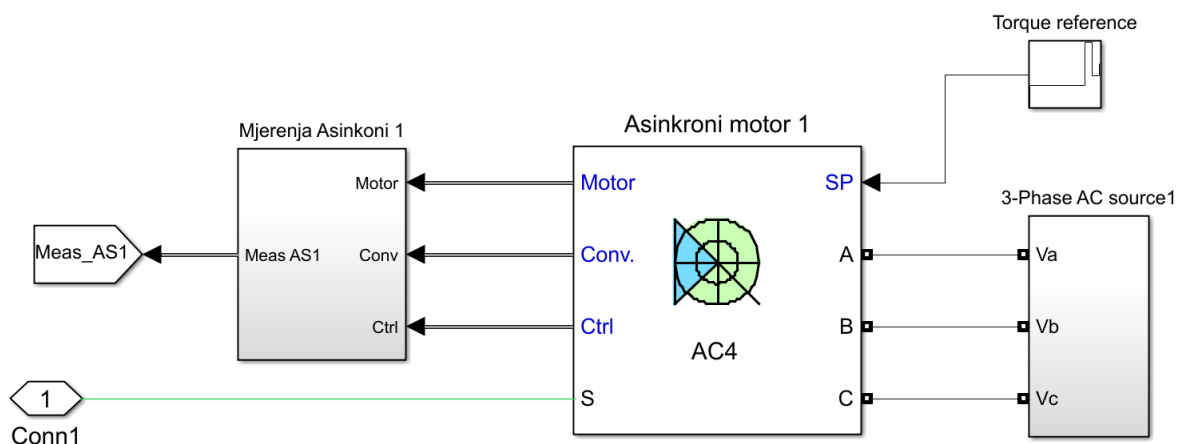 Torque reference
Asinkroni motor 1
Mjerenja Asinkoni 1
Motor
Motor
SP
3-Phase AC source1
Meas_AS1
Meas AS1
Conv
Conv.
A
Va
Ctrl
Ctrl
B
Vb
AC4
1
S
C
Vc
Conn1